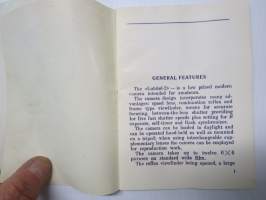 GENERAL FEATURES
The «Lubitel-2» — is a low priced modern
camera intended for amateurs.
The camera design incorporates many ad-
vantages: speed lens, combination reflex and
frame type viewfinder, means for accurate
focusing, between-the-lens shutter providing
for five fast shutter speeds plus setting for B
exposure, self-timer and flash synchronizer.
The camera can be loaded in daylight and
can be operated hand-held as well as mounted
on a tripod; when using interchangeable sup-
plementary lenses the camera can be employed
for reproduction work.
The camera takes up to twelve 6×6
pictures on standard wide film.
The reflex viewfinder being opened, a large
1